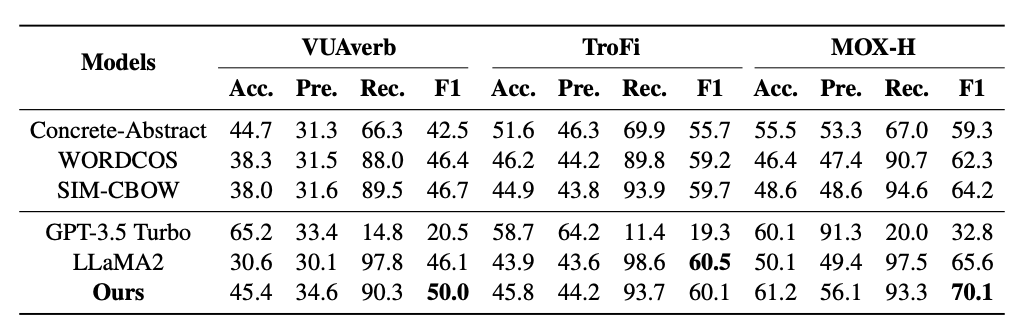 Models VUAverb TroFi MOX-H
Acc. Pre. Rec. F1 Acc. Pre. Rec. F1 Acc. Pre. Rec. F1
Concrete-Abstract 44.7 31.3 66.3 42.5 51.6 46.3 69.9 55.7 55.5 53.3 67.0 59.3
WORDCOS 38.3 31.5 88.0 46.4 46.2 44.2 89.8 59.2 46.4 47.4 90.7 62.3
SIM-CBOW 38.0 31.6 89.5 46.7 44.9 43.8 93.9 59.7 48.6 48.6 94.6 64.2
GPT-3.5 Turbo 65.2 33.4 14.8 20.5 58.7 64.2 11.4 19.3 60.1 91.3 20.0 32.8
LLaMA2 30.6 30.1 97.8 46.1 43.9 43.6 98.6 60.5 50.1 49.4 97.5 65.6
Ours 45.4 34.6 90.3 50.0 45.8 44.2 93.7 60.1 61.2 56.1 93.3 70.1